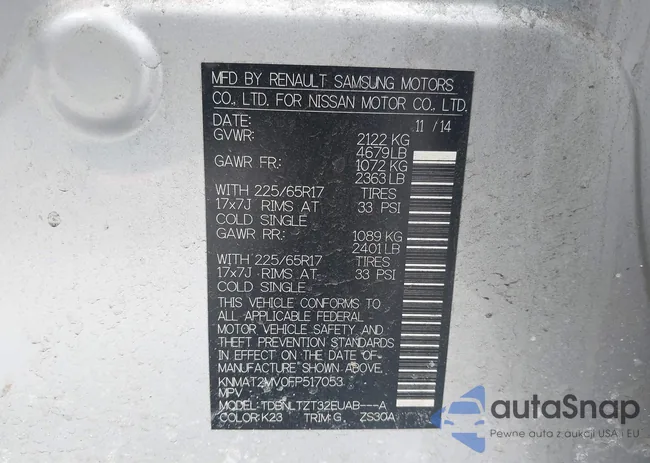 MFD BY RENAULT SAMSUNG MOTORS
CO., LTD. FOR NISSAN MOTOR CO., LTD.
DATE: 11 / 14
GVWR: 2122 KG
4679 LB
GAWR FR: 1072 KG
2363 LB
WITH 225/65R17 TIRES
17x7J RIMS AT 33 PSI
COLD SINGLE
GAWR RR: 1089 KG
2401 LB
WITH 225/65R17 TIRES
17x7J RIMS AT 33 PSI
COLD SINGLE
THIS VEHICLE CONFORMS TO
ALL APPLICABLE FEDERAL
MOTOR VEHICLE SAFETY AND
THEFT PREVENTION STANDARDS
IN EFFECT ON THE DATE OF
MANUFACTURE SHOWN ABOVE.
KNMAT2MV0FP517053
MPV
MODEL: TDBNLTZT32EUAB---A
COLOR: K23 TRIM: G ZS30A
autoSnap
Pewne auto z aukcji USA i EU